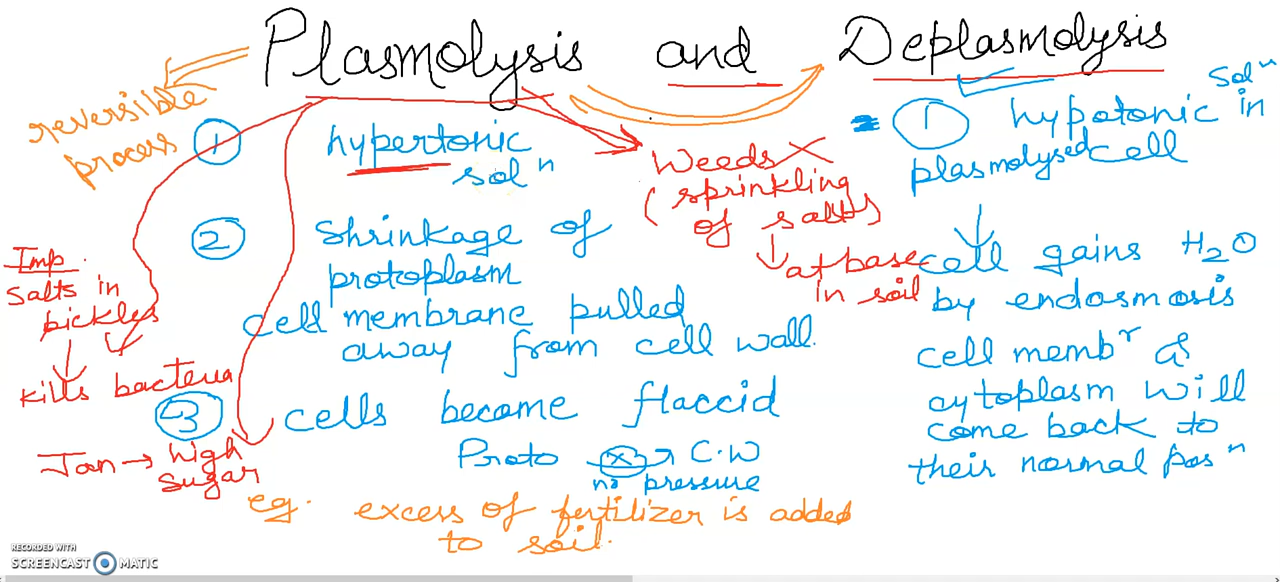 Plasmolysis and Deplasmolysis
reversible
process
① hypertonic
solⁿ
② Shrinkage of
protoplasm
cell membrane pulled
away from cell wall.
③ cells become flaccid
Proto × → C.W
no pressure
eg. excess of fertilizer is added
to soil.
Imp.
Salts in
pickles
↓
Kills bacteria
Jam → high
sugar
Weeds ×
(sprinkling
of salts)
↓ at base
in soil
① hypotonic Solⁿ in
plasmolysed cell
↓
cell gains H2O
by endosmosis
cell membʳ &
cytoplasm will
come back to
their normal posⁿ
RECORDED WITH
SCREENCAST MATIC